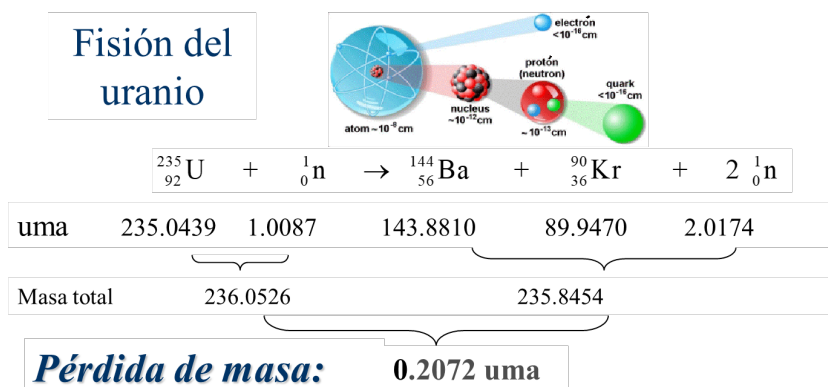 Fisión del
uranio
electrón
<10⁻¹⁶cm
protón
(neutron)
quark
<10⁻¹⁶cm
nucleus
~10⁻¹²cm
atom~10⁻⁸cm
~10⁻¹³cm
²³⁵₉₂U + ¹₀n → ¹⁴⁴₅₆Ba + ⁹⁰₃₆Kr + 2 ¹₀n
uma 235.0439 1.0087 143.8810 89.9470 2.0174
Masa total 236.0526 235.8454
Pérdida de masa: 0.2072 uma